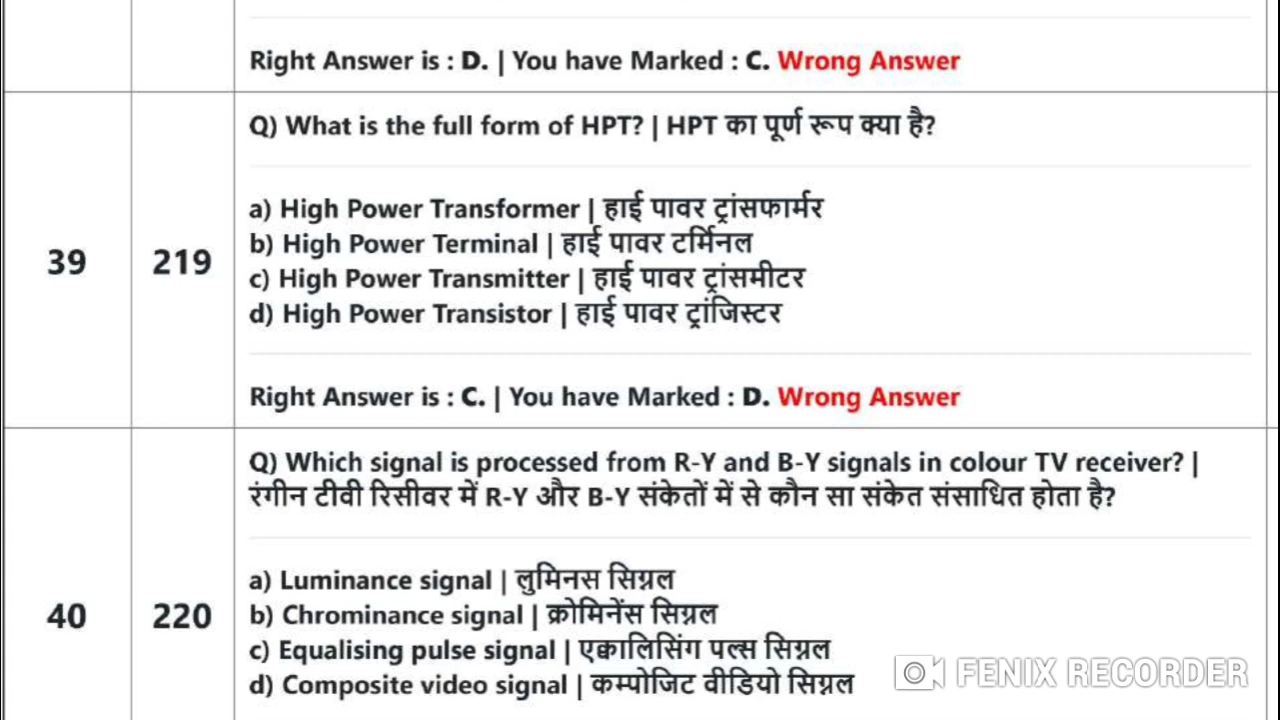 Right Answer is : D. | You have Marked : C. Wrong Answer
39
219
Q) What is the full form of HPT? | HPT का पूर्ण रूप क्या है?
a) High Power Transformer | हाई पावर ट्रांसफार्मर
b) High Power Terminal | हाई पावर टर्मिनल
c) High Power Transmitter | हाई पावर ट्रांसमीटर
d) High Power Transistor | हाई पावर ट्रांजिस्टर
Right Answer is : C. | You have Marked : D. Wrong Answer
40
220
Q) Which signal is processed from R-Y and B-Y signals in colour TV receiver? |
रंगीन टीवी रिसीवर में R-Y और B-Y संकेतों में से कौन सा संकेत संसाधित होता है?
a) Luminance signal | लुमिनस सिग्नल
b) Chrominance signal | क्रोमिनेंस सिग्नल
c) Equalising pulse signal | एक्वालिसिंग पल्स सिग्नल
d) Composite video signal | कम्पोजिट वीडियो सिग्नल
FENIX RECORDER